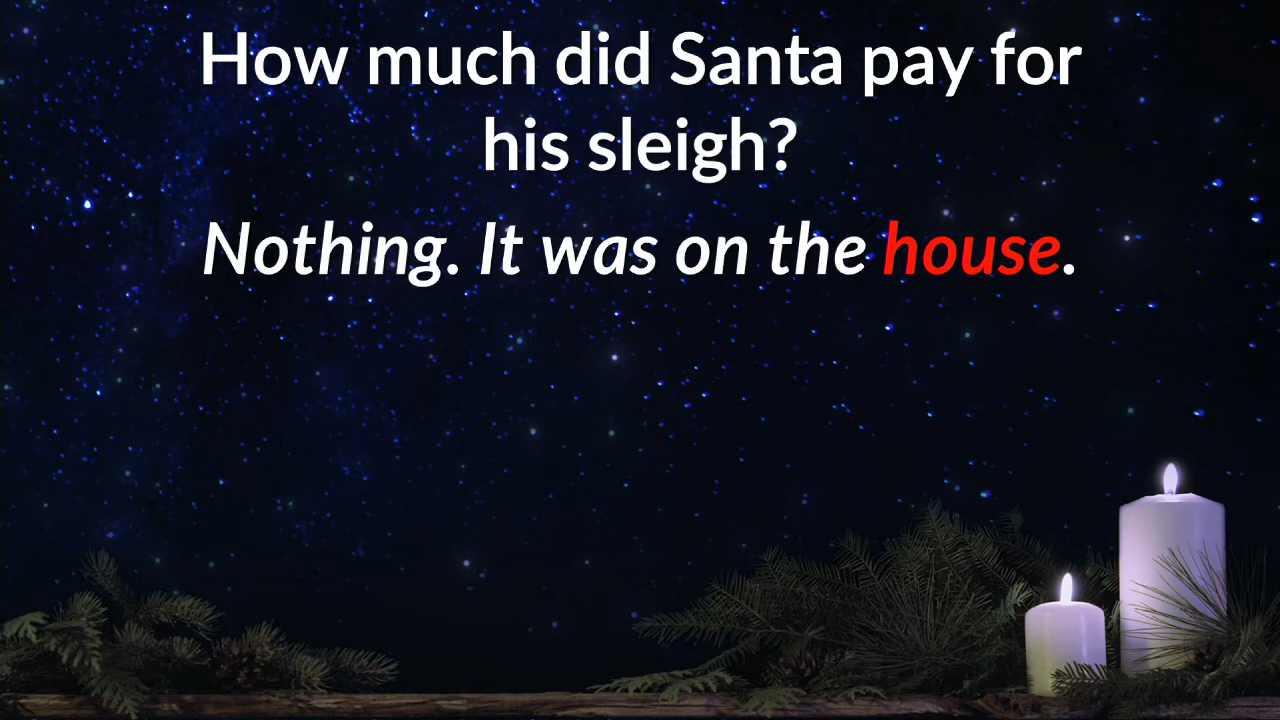 How much did Santa pay for
his sleigh?
Nothing. It was on the house.